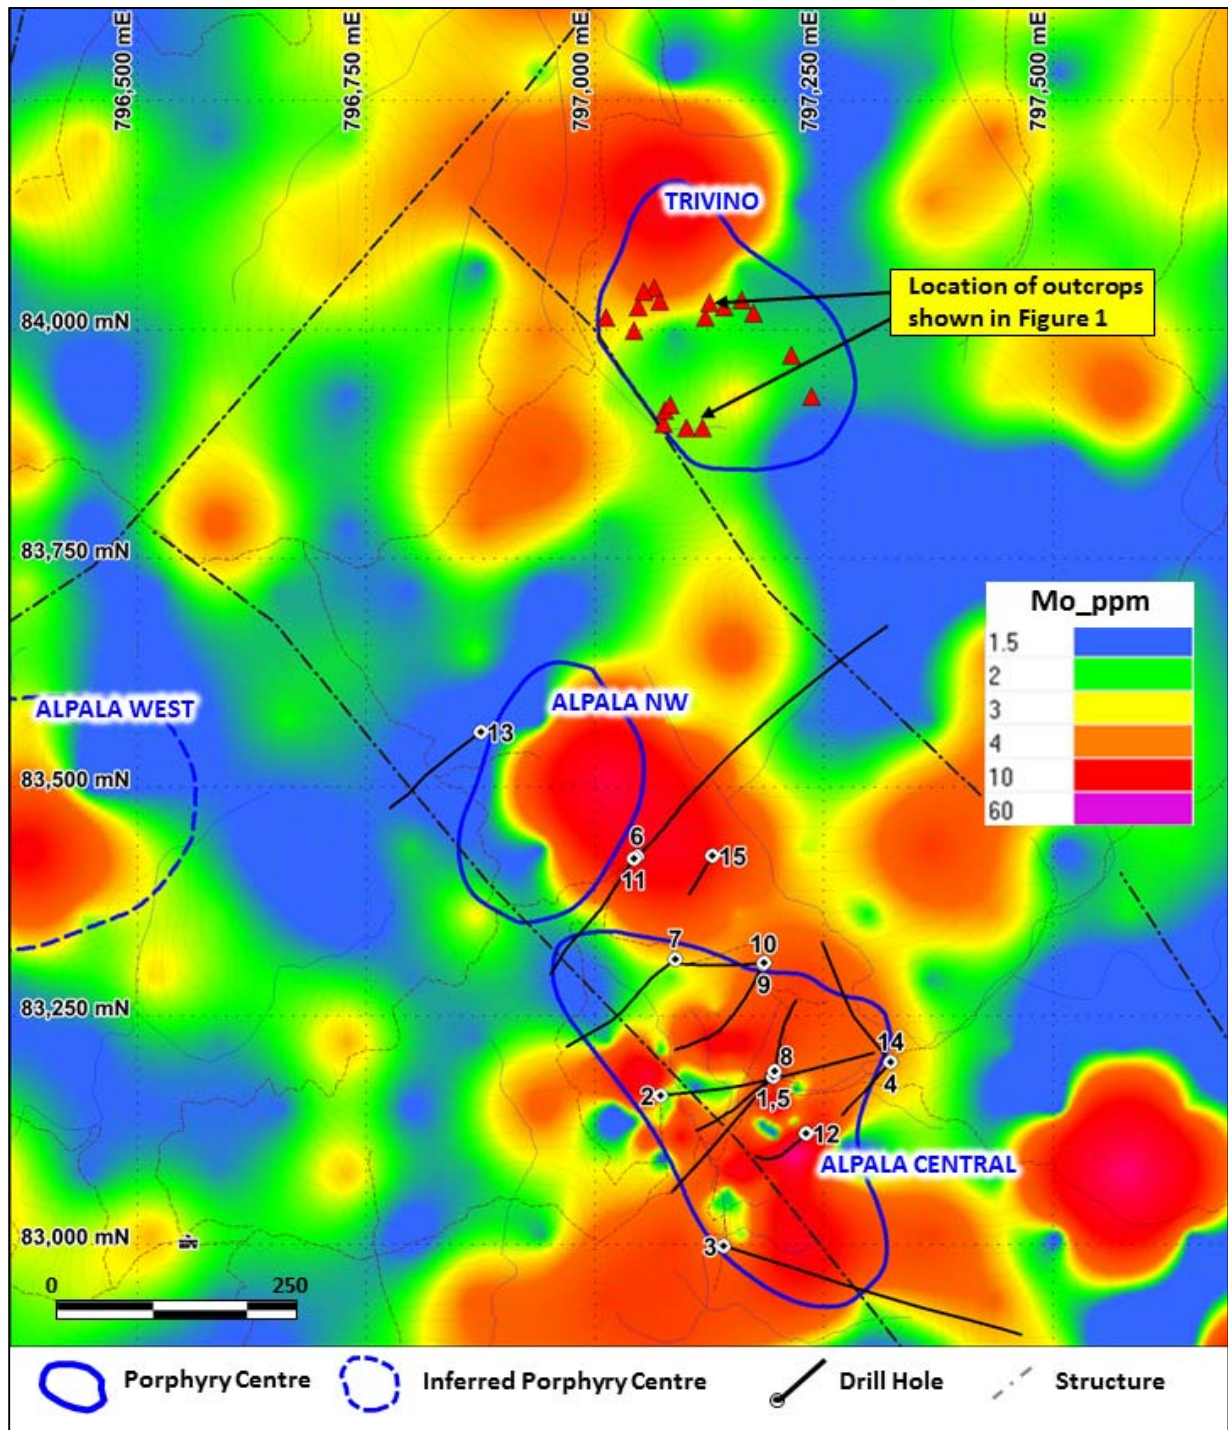 796,500 mE
796,750 mE
797,000 mE
797,250 mE
797,500 mE
TRIVINO
Location of outcrops
shown in Figure 1
84,000 mN
83,750 mN
Mo_ppm
1.5
2
3
4
10
60
ALPALA WEST
ALPALA NW
13
83,500 mN
6
11
15
7
10
9
83,250 mN
14
8
4
2
1,5
12
ALPALA CENTRAL
83,000 mN
3
0
250
Porphyry Centre
Inferred Porphyry Centre
Drill Hole
Structure